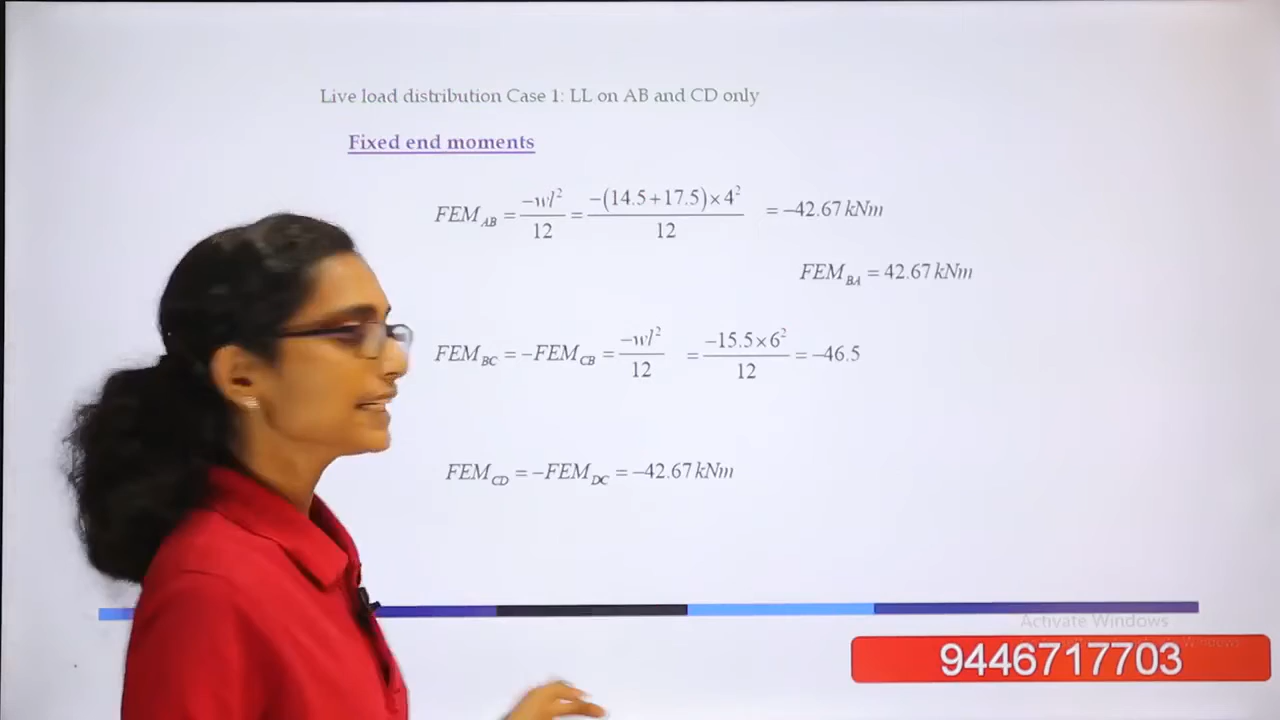 Live load distribution Case 1: LL on AB and CD only
Fixed end moments
FEM_AB = -wl²/12 = -(14.5+17.5)×4²/12 = -42.67 kNm
FEM_BA = 42.67 kNm
FEM_BC = -FEM_CB = -wl²/12 = -15.5×6²/12 = -46.5
FEM_CD = -FEM_DC = -42.67 kNm
Activate Windows
9446717703